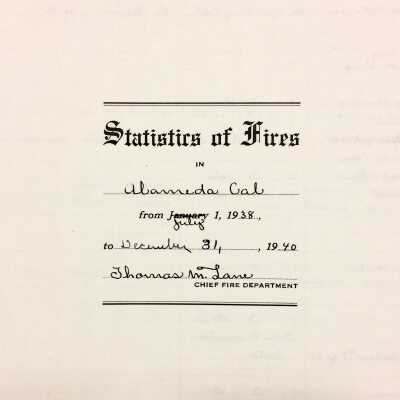 Statistics of Fires
IN
Alameda Cal
from January July 1, 1938,
to December 31, , 1940
Thomas M. Lane
CHIEF FIRE DEPARTMENT